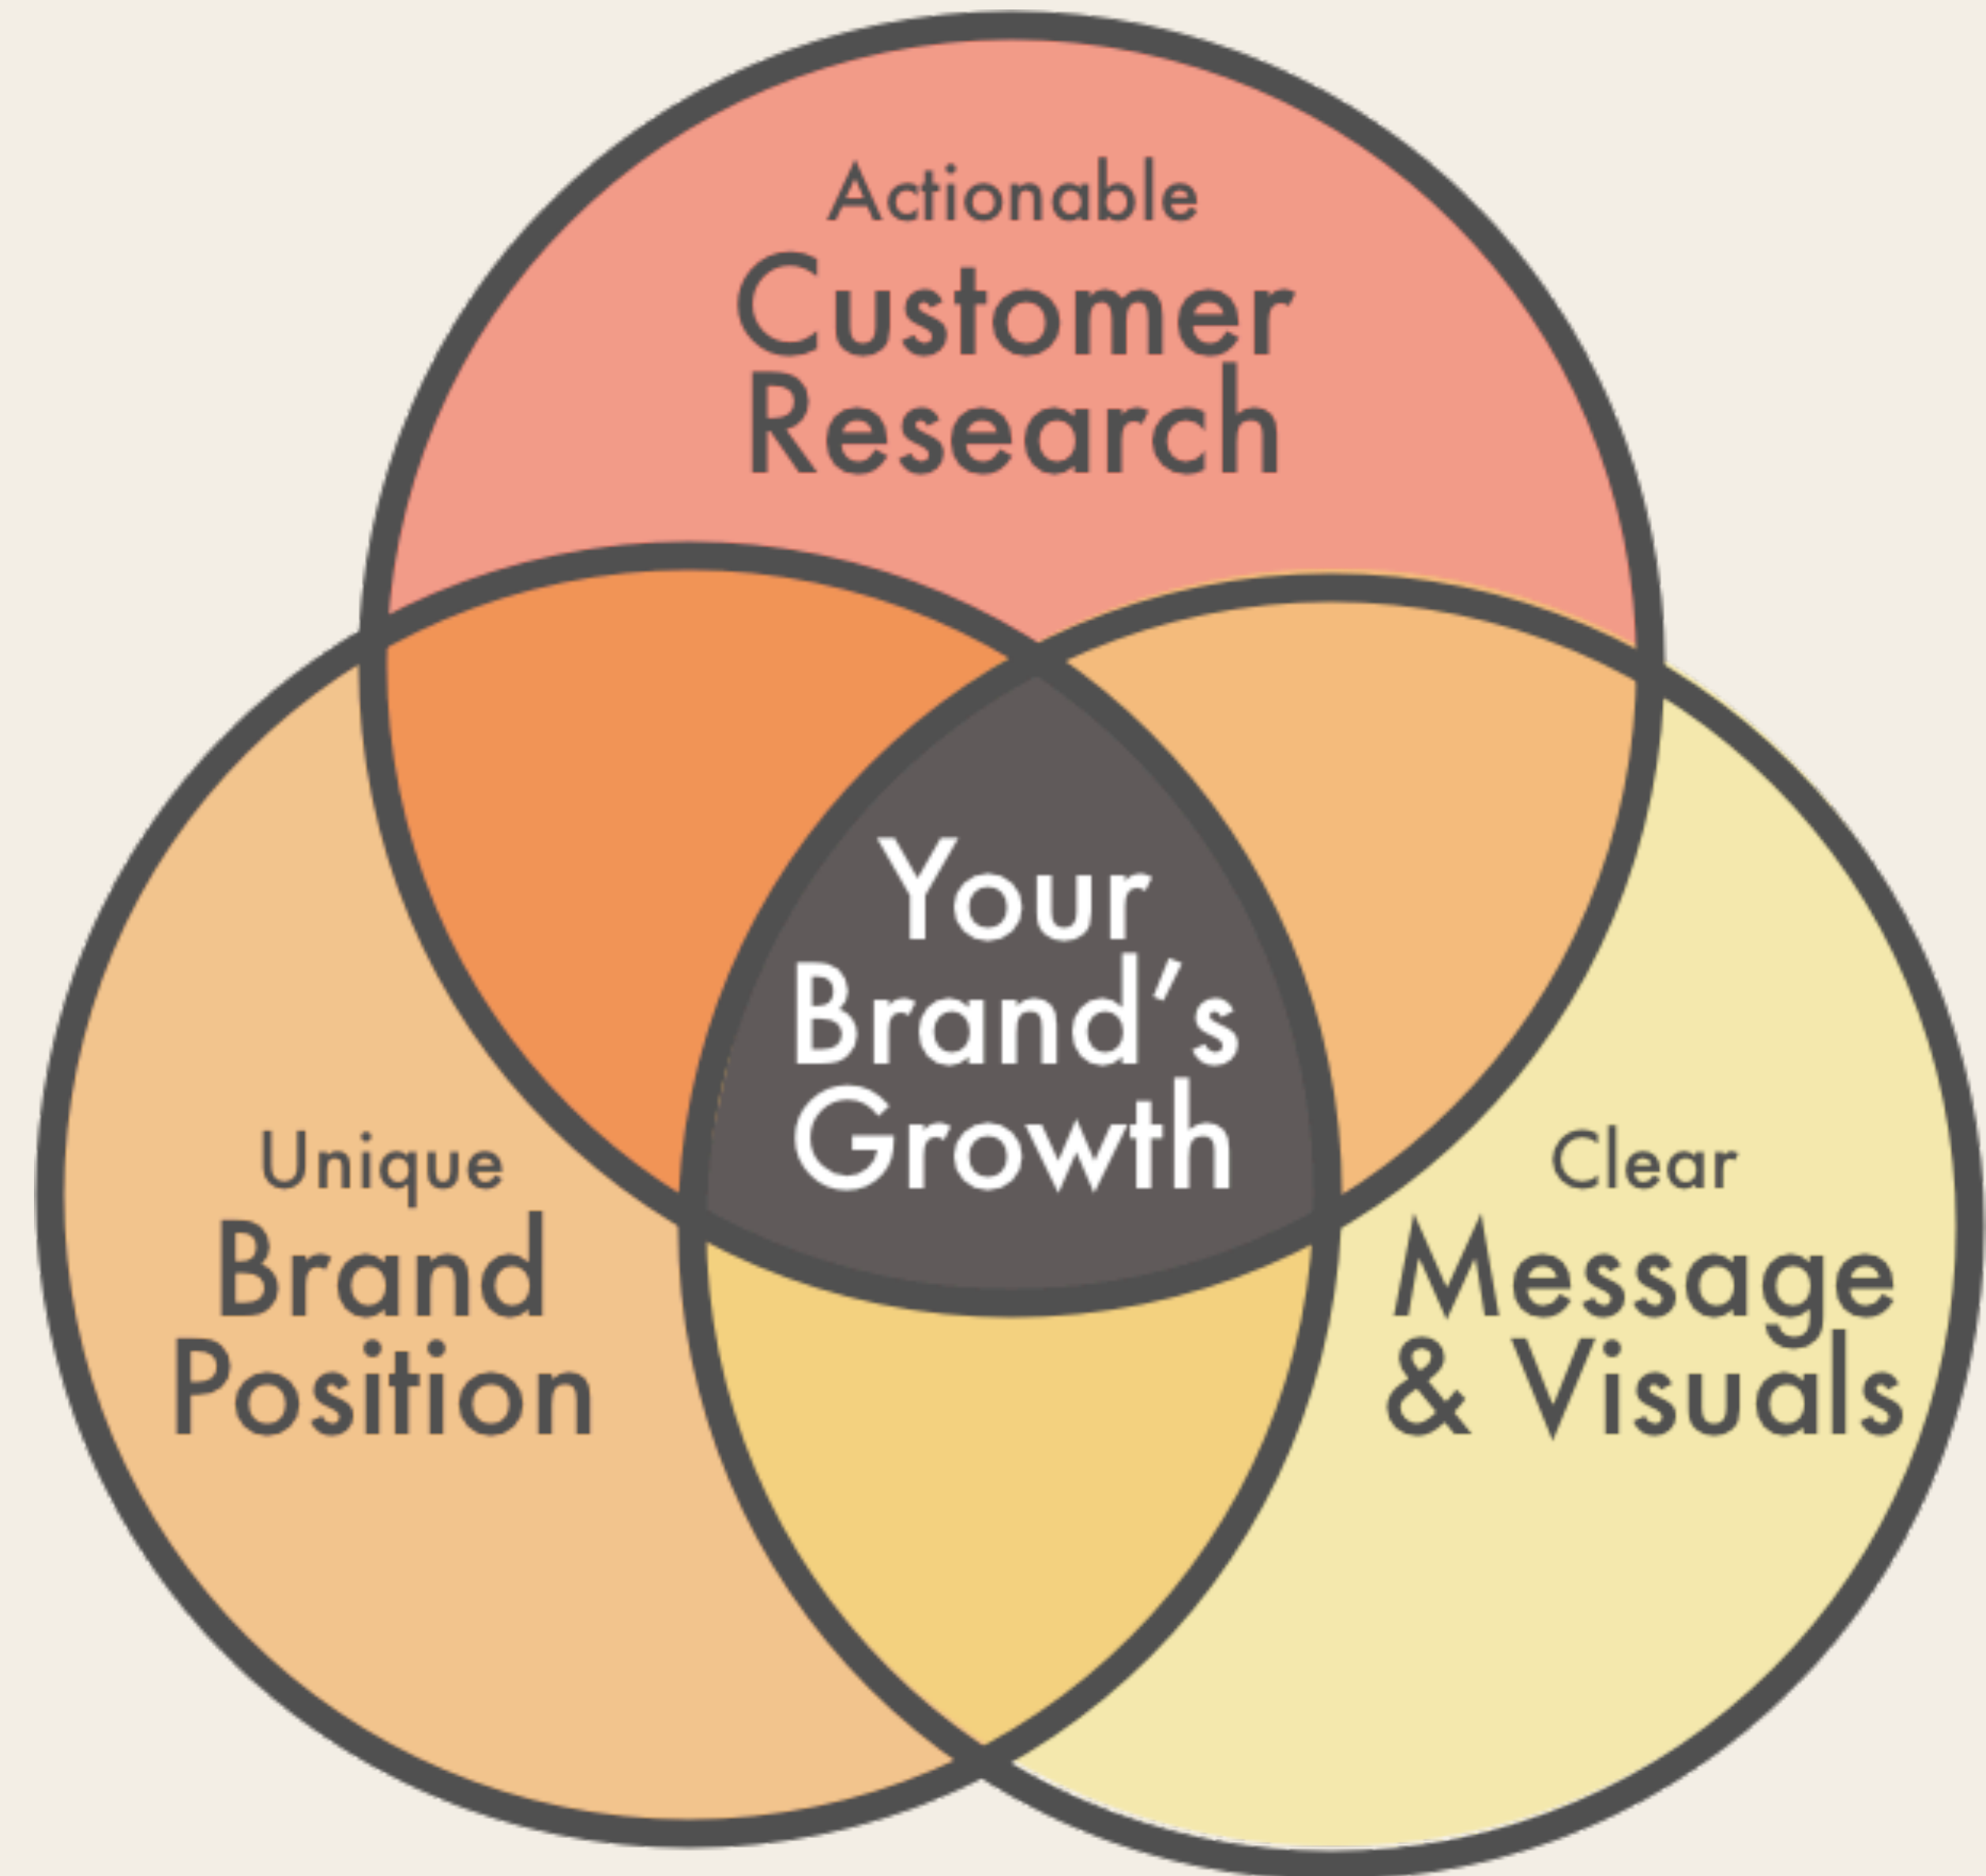 Actionable
Customer
Research
Your
Brand’s
Growth
Unique
Brand
Position
Clear
Message
& Visuals